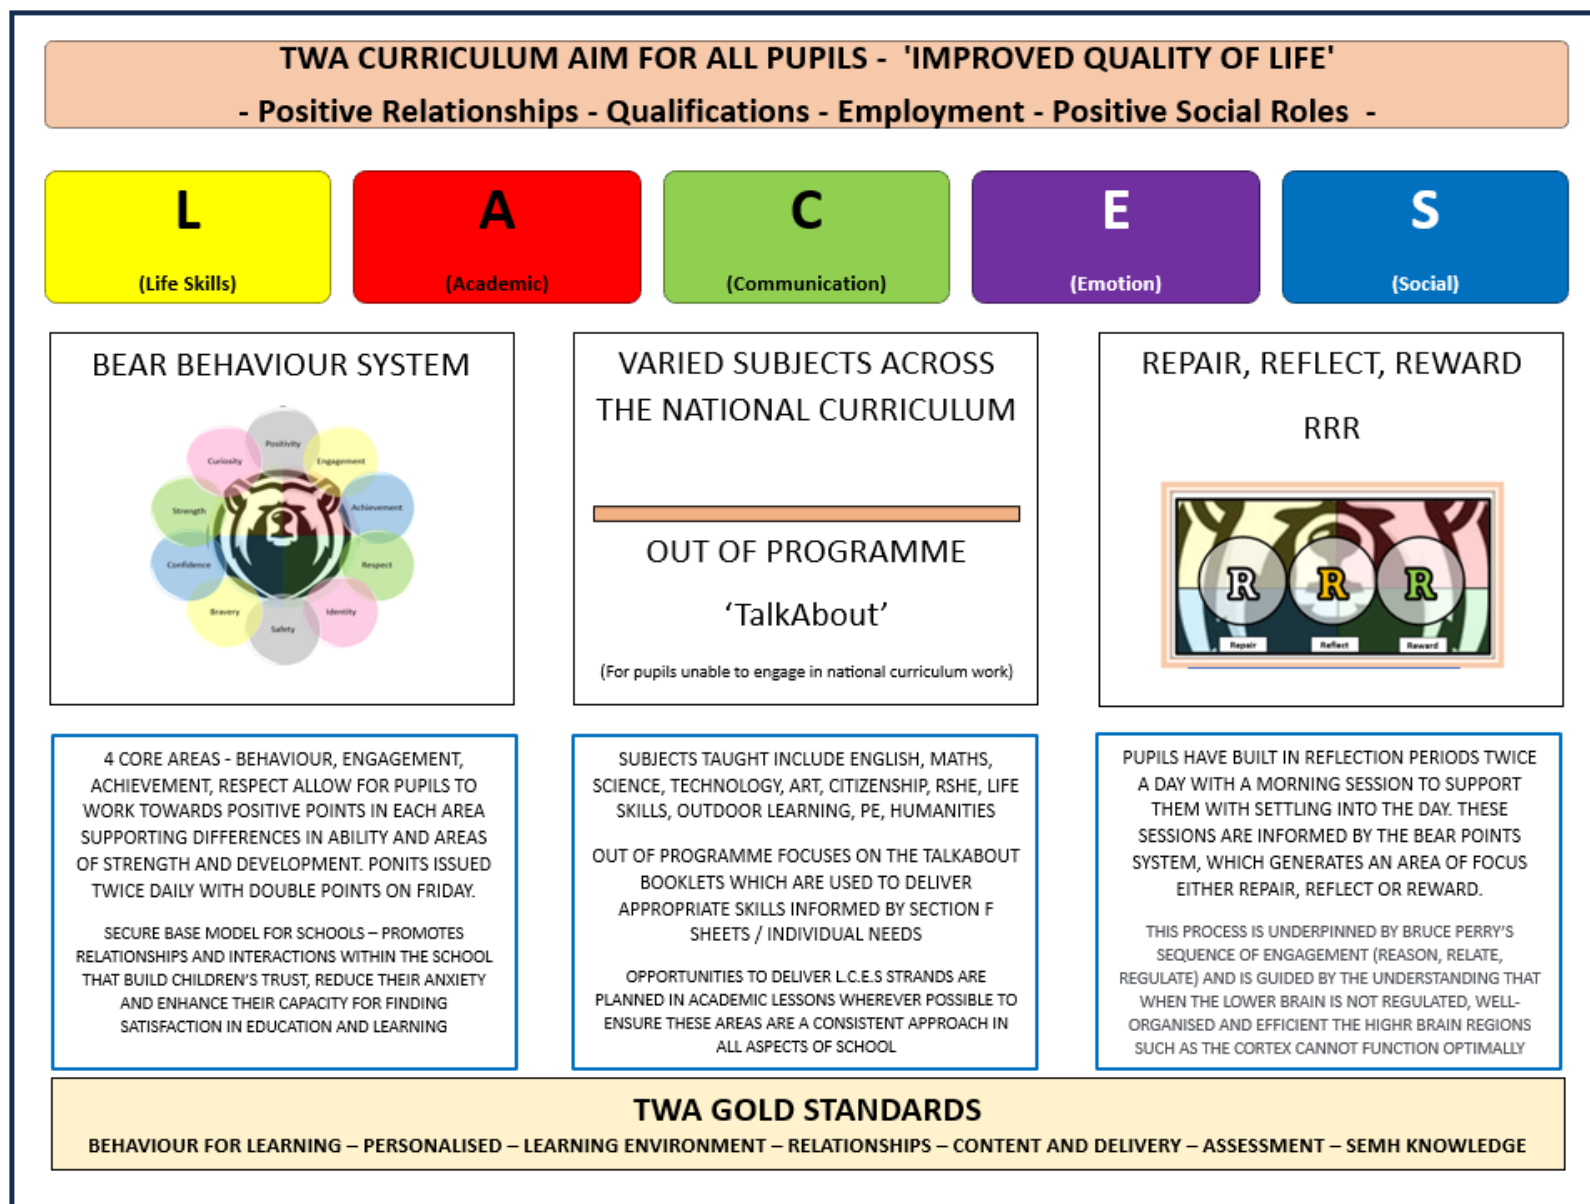 TWA CURRICULUM AIM FOR ALL PUPILS - 'IMPROVED QUALITY OF LIFE'
- Positive Relationships - Qualifications - Employment - Positive Social Roles -
L
(Life Skills)
A
(Academic)
C
(Communication)
E
(Emotion)
S
(Social)
BEAR BEHAVIOUR SYSTEM
Positivity
Engagement
Achievement
Respect
Identity
Safety
Bravery
Confidence
Strength
Curiosity
VARIED SUBJECTS ACROSS
THE NATIONAL CURRICULUM
OUT OF PROGRAMME
‘TalkAbout’
(For pupils unable to engage in national curriculum work)
REPAIR, REFLECT, REWARD
RRR
R
R
R
Repair
Reflect
Reward
4 CORE AREAS - BEHAVIOUR, ENGAGEMENT,
ACHIEVEMENT, RESPECT ALLOW FOR PUPILS TO
WORK TOWARDS POSITIVE POINTS IN EACH AREA
SUPPORTING DIFFERENCES IN ABILITY AND AREAS
OF STRENGTH AND DEVELOPMENT. PONITS ISSUED
TWICE DAILY WITH DOUBLE POINTS ON FRIDAY.
SECURE BASE MODEL FOR SCHOOLS – PROMOTES
RELATIONSHIPS AND INTERACTIONS WITHIN THE SCHOOL
THAT BUILD CHILDREN’S TRUST, REDUCE THEIR ANXIETY
AND ENHANCE THEIR CAPACITY FOR FINDING
SATISFACTION IN EDUCATION AND LEARNING
SUBJECTS TAUGHT INCLUDE ENGLISH, MATHS,
SCIENCE, TECHNOLOGY, ART, CITIZENSHIP, RSHE, LIFE
SKILLS, OUTDOOR LEARNING, PE, HUMANITIES
OUT OF PROGRAMME FOCUSES ON THE TALKABOUT
BOOKLETS WHICH ARE USED TO DELIVER
APPROPRIATE SKILLS INFORMED BY SECTION F
SHEETS / INDIVIDUAL NEEDS
OPPORTUNITIES TO DELIVER L.C.E.S STRANDS ARE
PLANNED IN ACADEMIC LESSONS WHEREVER POSSIBLE TO
ENSURE THESE AREAS ARE A CONSISTENT APPROACH IN
ALL ASPECTS OF SCHOOL
PUPILS HAVE BUILT IN REFLECTION PERIODS TWICE
A DAY WITH A MORNING SESSION TO SUPPORT
THEM WITH SETTLING INTO THE DAY. THESE
SESSIONS ARE INFORMED BY THE BEAR POINTS
SYSTEM, WHICH GENERATES AN AREA OF FOCUS
EITHER REPAIR, REFLECT OR REWARD.
THIS PROCESS IS UNDERPINNED BY BRUCE PERRY’S
SEQUENCE OF ENGAGEMENT (REASON, RELATE,
REGULATE) AND IS GUIDED BY THE UNDERSTANDING THAT
WHEN THE LOWER BRAIN IS NOT REGULATED, WELL-
ORGANISED AND EFFICIENT THE HIGHR BRAIN REGIONS
SUCH AS THE CORTEX CANNOT FUNCTION OPTIMALLY
TWA GOLD STANDARDS
BEHAVIOUR FOR LEARNING – PERSONALISED – LEARNING ENVIRONMENT – RELATIONSHIPS – CONTENT AND DELIVERY – ASSESSMENT – SEMH KNOWLEDGE